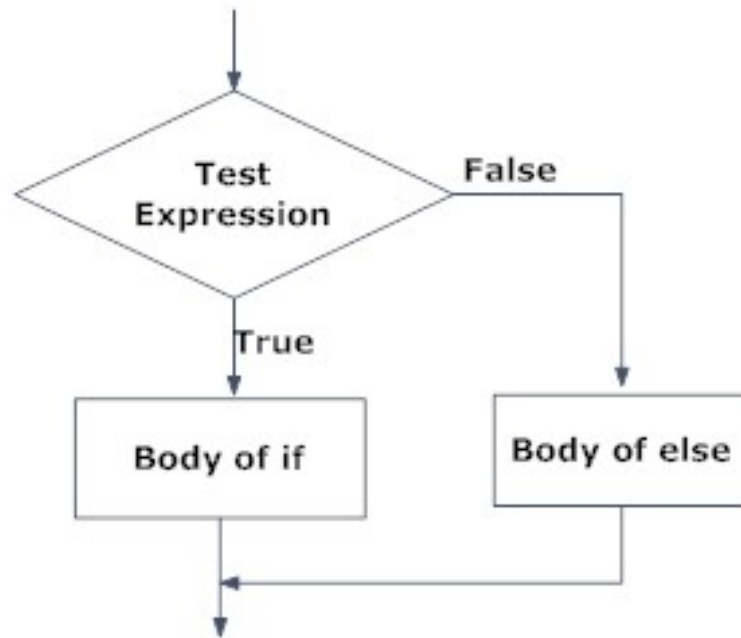 Test
Expression
False
True
Body of if
Body of else